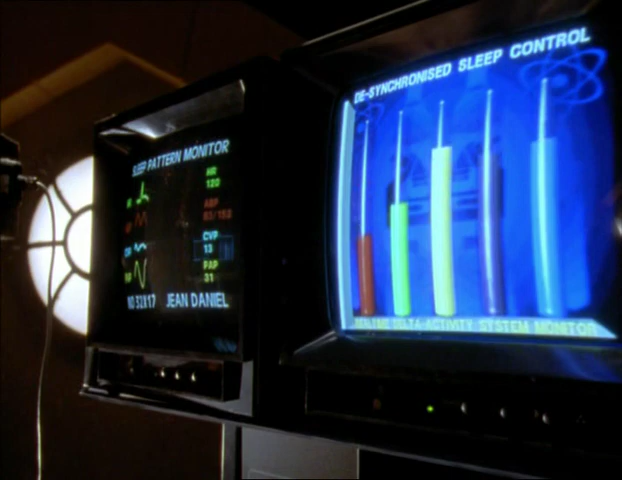 SLEEP PATTERN MONITOR
HR
120
ABP
CVP
13
PAP
31
JEAN DANIEL
DE-SYNCHRONISED SLEEP CONTROL
DELTA ACTIVITY SYSTEM MONITOR